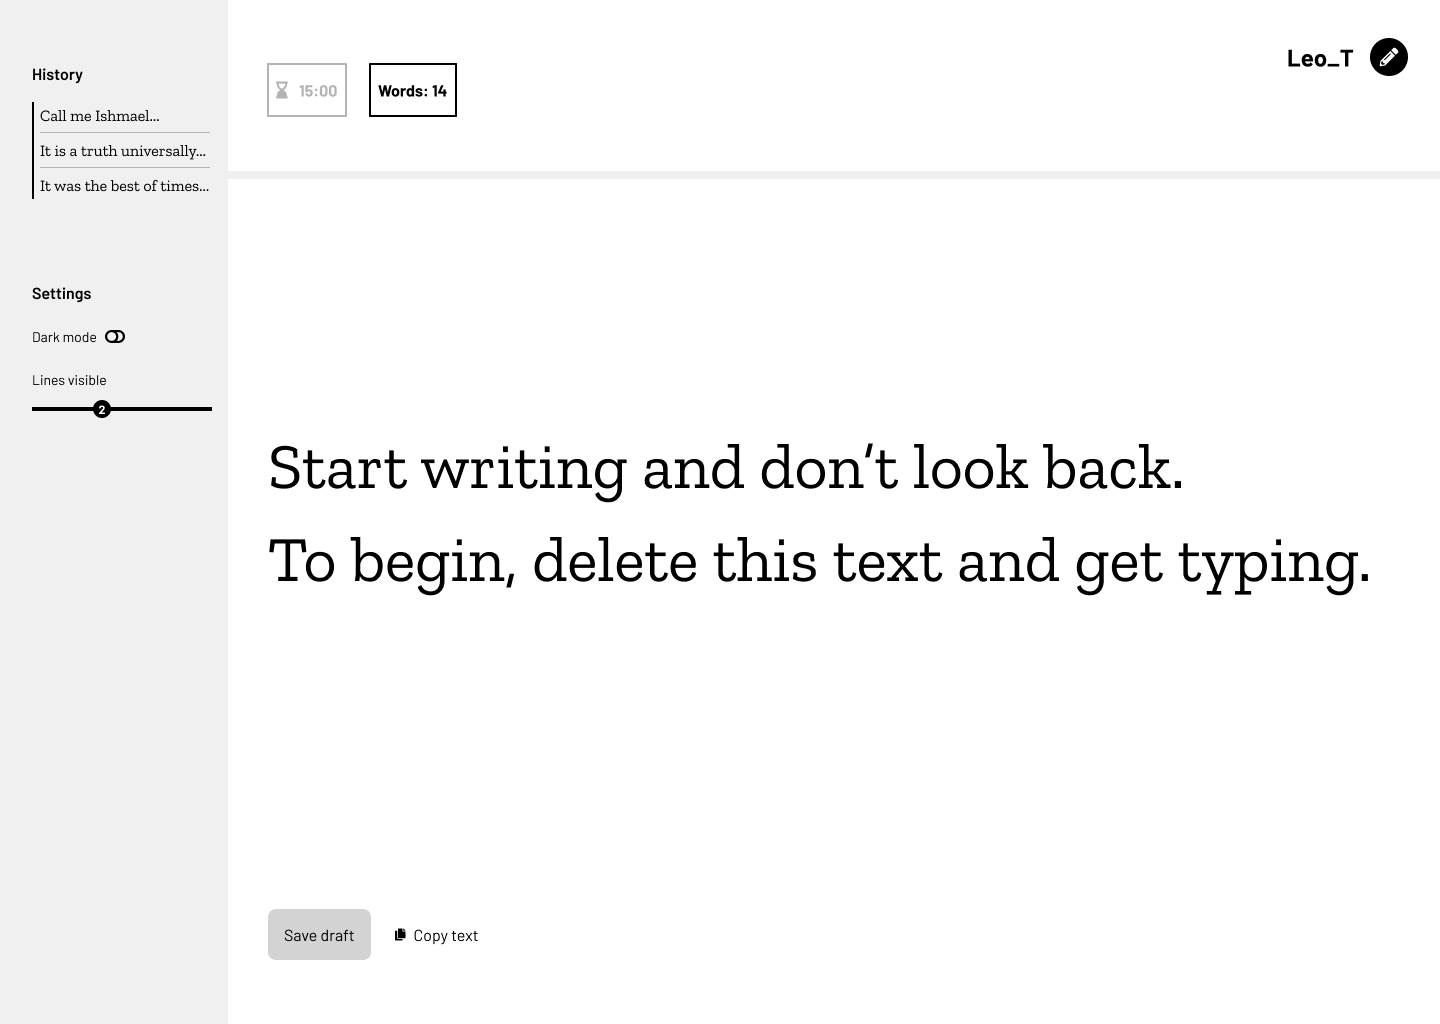 History
Call me Ishmael...
It is a truth universally...
It was the best of times...
Settings
Dark mode
Lines visible
2
15:00
Words: 14
Leo_T
Start writing and don’t look back.
To begin, delete this text and get typing.
Save draft
Copy text